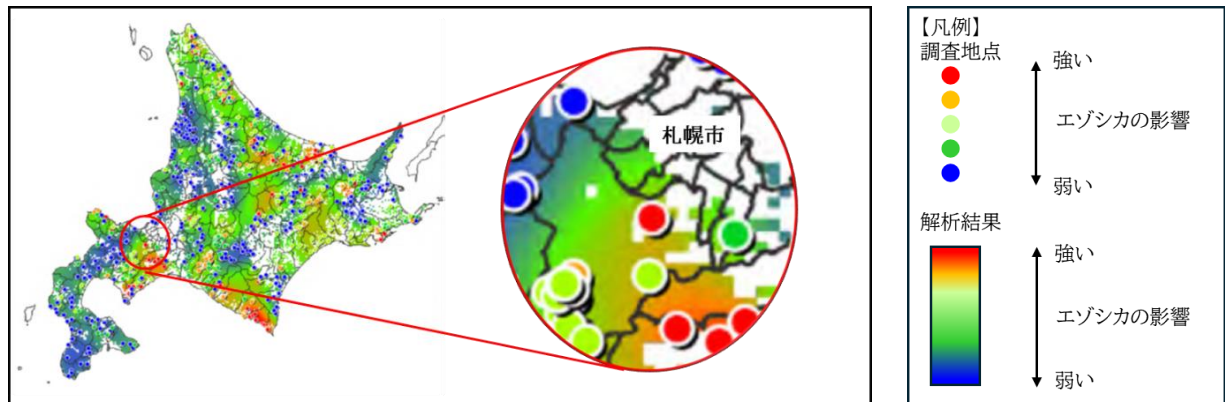 札幌市
【凡例】
調査地点
強い
エゾシカの影響
弱い
解析結果
強い
エゾシカの影響
弱い